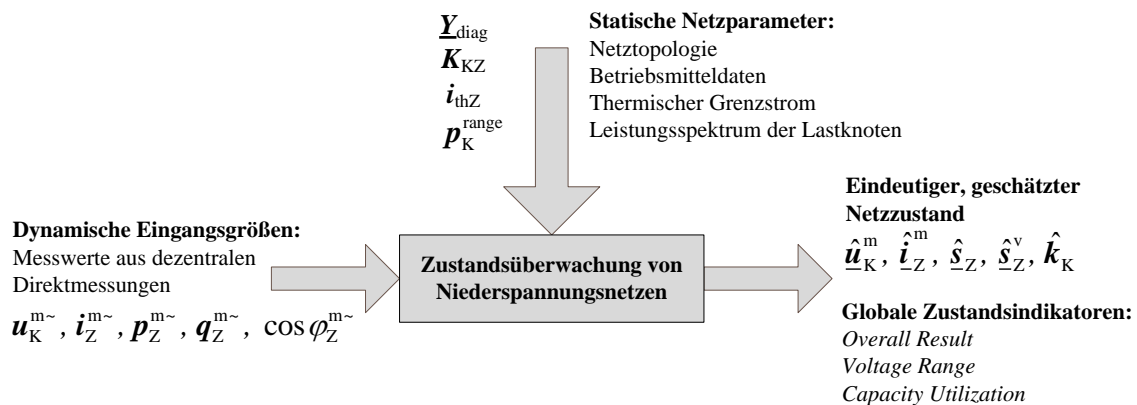 Y_diag
K_KZ
i_thZ
p_K^range
Statische Netzparameter:
Netztopologie
Betriebsmitteldaten
Thermischer Grenzstrom
Leistungsspektrum der Lastknoten
Dynamische Eingangsgrößen:
Messwerte aus dezentralen
Direktmessungen
u_K^m~, i_Z^m~, p_Z^m~, q_Z^m~, cos φ_Z^m~
Zustandsüberwachung von
Niederspannungsnetzen
Eindeutiger, geschätzter
Netzzustand
û_K^m, î_Z^m, ŝ_Z, ŝ_Z^v, k̂_K
Globale Zustandsindikatoren:
Overall Result
Voltage Range
Capacity Utilization